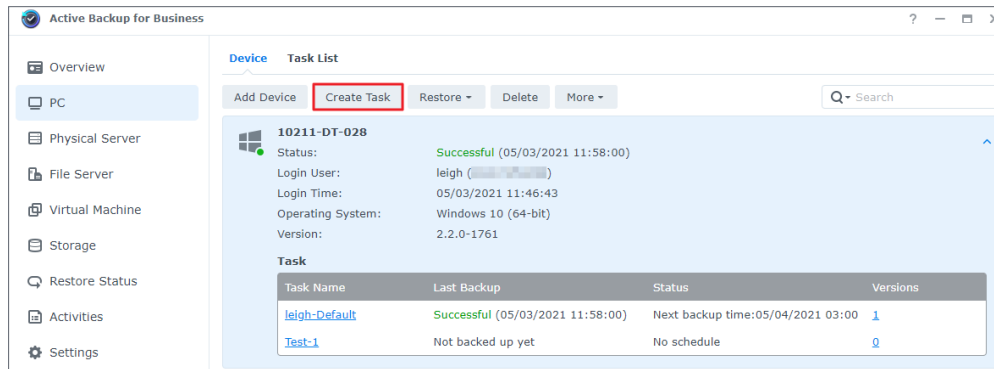 Active Backup for Business
?
Overview
PC
Physical Server
File Server
Virtual Machine
Storage
Restore Status
Activities
Settings
Device Task List
Add Device Create Task Restore Delete More Search
10211-DT-028
Status: Successful (05/03/2021 11:58:00)
Login User: leigh ( )
Login Time: 05/03/2021 11:46:43
Operating System: Windows 10 (64-bit)
Version: 2.2.0-1761
Task
Task Name Last Backup Status Versions
leigh-Default Successful (05/03/2021 11:58:00) Next backup time:05/04/2021 03:00 1
Test-1 Not backed up yet No schedule 0